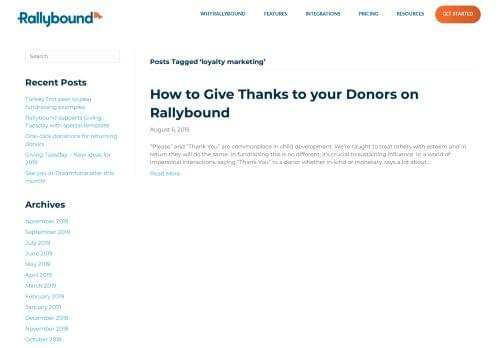 Rallybound
WHY RALLYBOUND
FEATURES
INTEGRATIONS
PRICING
RESOURCES
GET STARTED
Search
Recent Posts
Turkey Trot peer to peer
fundraising examples
Rallybound supports Giving
Tuesday with special template
One-click donations for returning
donors
Giving Tuesday - New ideas for
2019
See you at Dreamforce later this
month!
Archives
November 2019
September 2019
July 2019
June 2019
May 2019
April 2019
March 2019
February 2019
January 2019
December 2018
November 2018
October 2018
Posts Tagged 'loyalty marketing'
How to Give Thanks to your Donors on
Rallybound
August 6, 2015
"Please" and "Thank You" are commonplace in child development. We're taught to treat others with esteem and in
return they will do the same. In fundraising this is no different; it's crucial to sustaining influence. In a world of
impersonal interactions, saying "Thank You" to a donor whether in-kind or monetary, says a lot about...
Read More